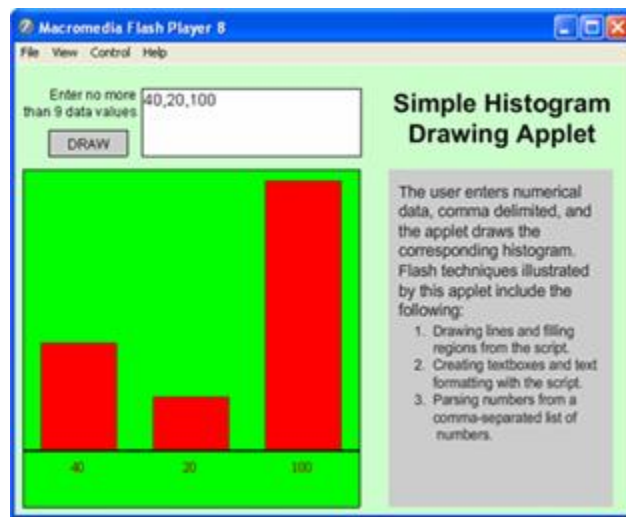 Macromedia Flash Player 8
File View Control Help
Enter no more
than 9 data values
40,20,100
DRAW
Simple Histogram
Drawing Applet
The user enters numerical
data, comma delimited, and
the applet draws the
corresponding histogram.
Flash techniques illustrated
by this applet include the
following:
1. Drawing lines and filling
regions from the script.
2. Creating textboxes and text
formatting with the script.
3. Parsing numbers from a
comma-separated list of
numbers.
40 20 100